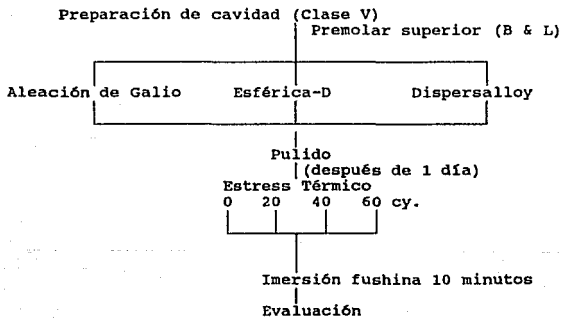 Preparación de cavidad (Clase V)
Premolar superior (B & L)
Aleación de Galio Esférica-D Dispersalloy
Pulido
(después de 1 día)
Estress Térmico
0 20 40 60 cy.
Imersión fushina 10 minutos
Evaluación